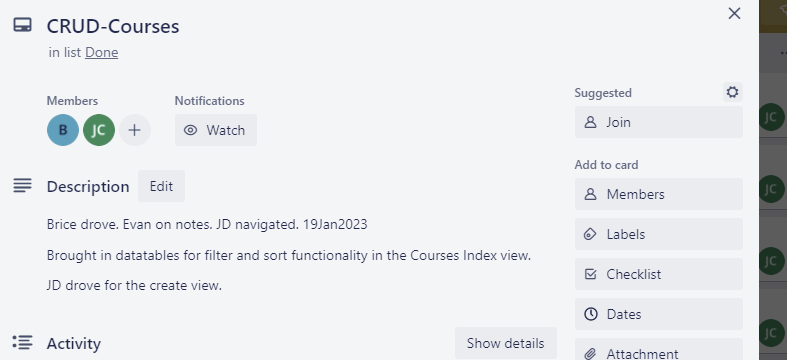 CRUD-Courses
in list Done
Members
Notifications
B JC
Watch
Description Edit
Brice drove. Evan on notes. JD navigated. 19Jan2023
Brought in datatables for filter and sort functionality in the Courses Index view.
JD drove for the create view.
Activity Show details
Suggested
Join
Add to card
Members
Labels
Checklist
Dates
Attachment
JC
JC
JC
JC